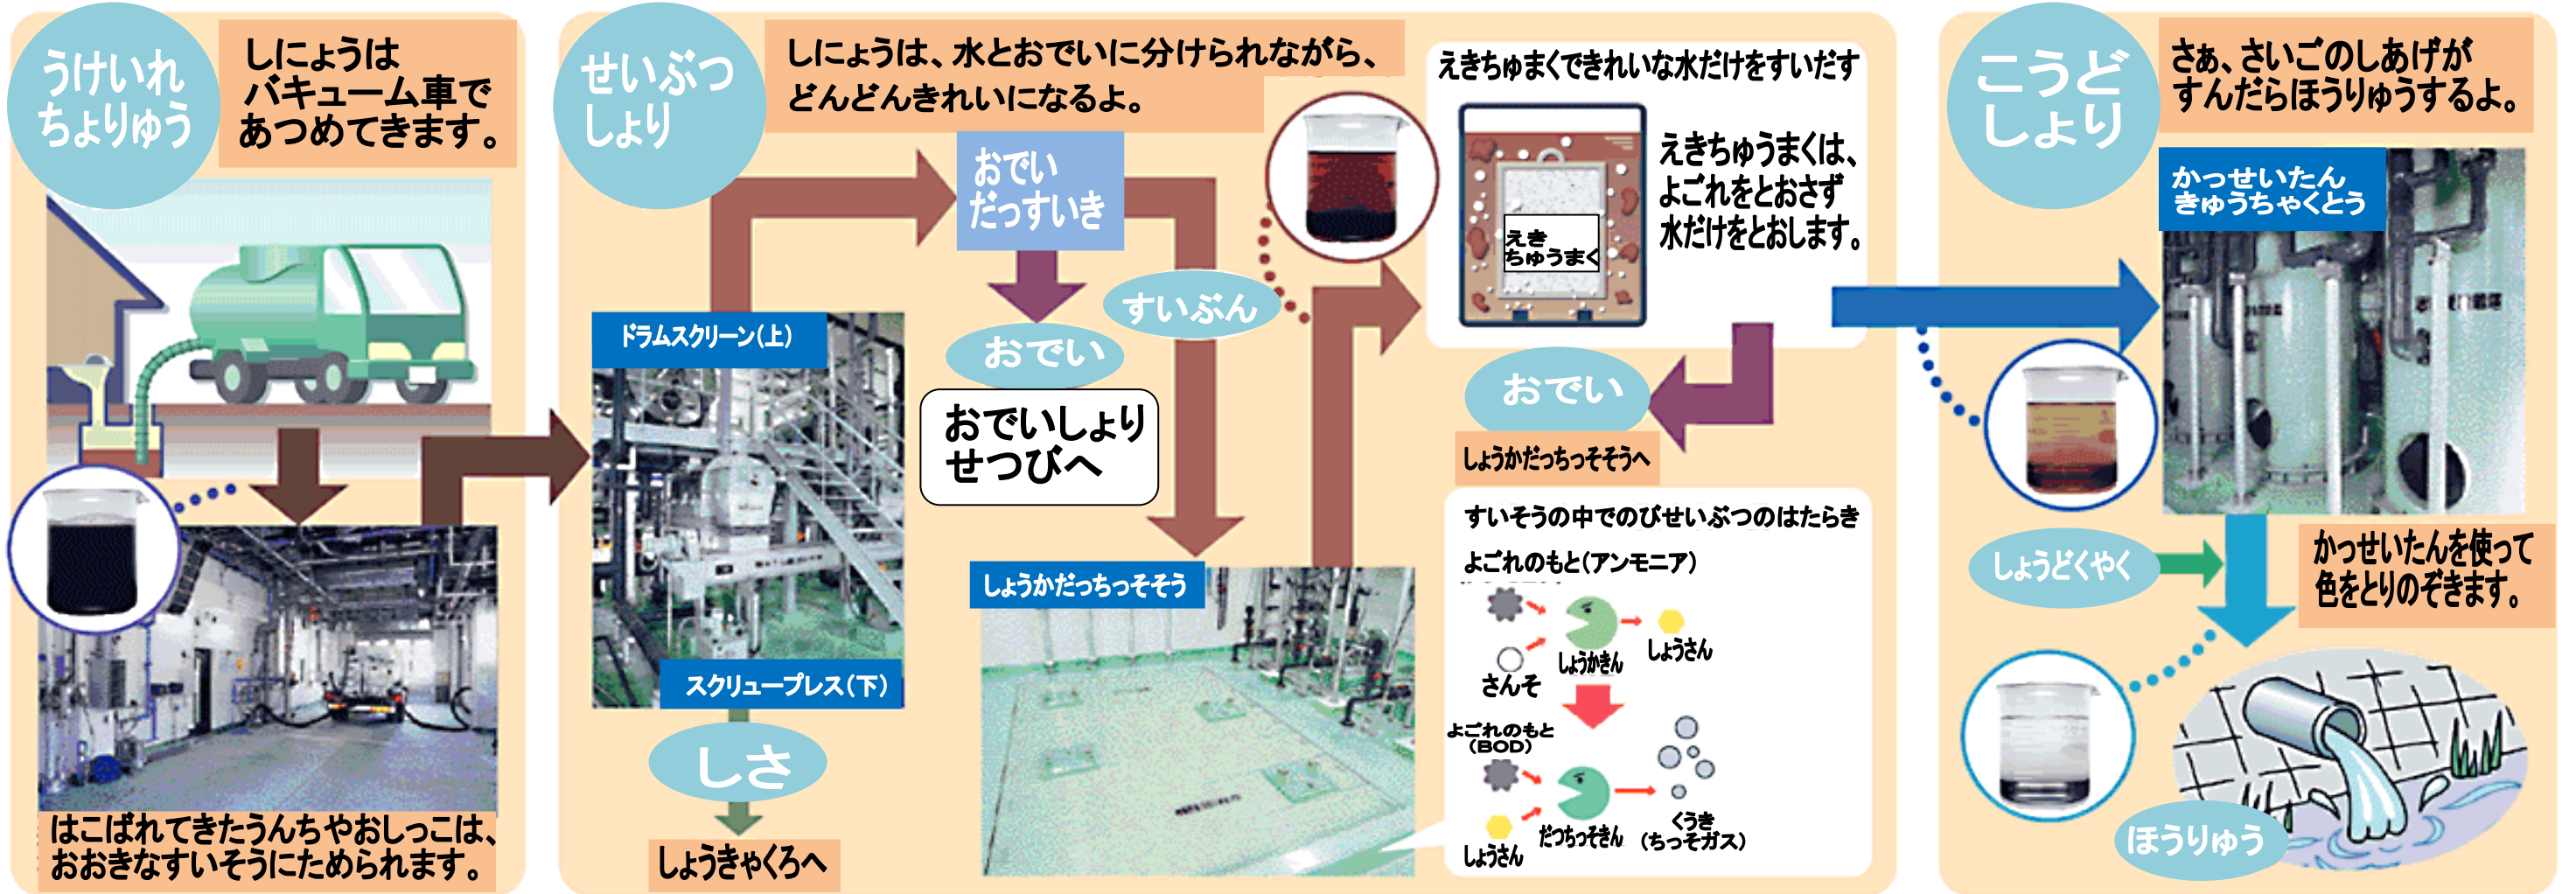 うけいれ
ちょりゅう
しにょうは
バキューム車で
あつめてきます。
はこばれてきたうんちやおしっこは、
おおきなすいそうにためられます。
せいぶつ
しょり
しにょうは、水とおでいに分けられながら、
どんどんきれいになるよ。
ドラムスクリーン(上)
スクリュープレス(下)
しさ
しょうきゃくろへ
おでい
だっすいき
おでい
おでいしょり
せつびへ
すいぶん
しょうかだっちっそそう
えきちゅまくできれいな水だけをすいだす
えき
ちゅうまく
えきちゅうまくは、
よごれをとおさず
水だけをとおします。
おでい
しょうかだっちっそそうへ
すいそうの中でのびせいぶつのはたらき
よごれのもと(アンモニア)
さんそ
しょうかきん
しょうさん
よごれのもと
(BOD)
しょうさん
だつちっそきん
くうき
(ちっそガス)
こうど
しょり
さぁ、さいごのしあげが
すんだらほうりゅうするよ。
かっせいたん
きゅうちゃくとう
しょうどくやく
かっせいたんを使って
色をとりのぞきます。
ほうりゅう